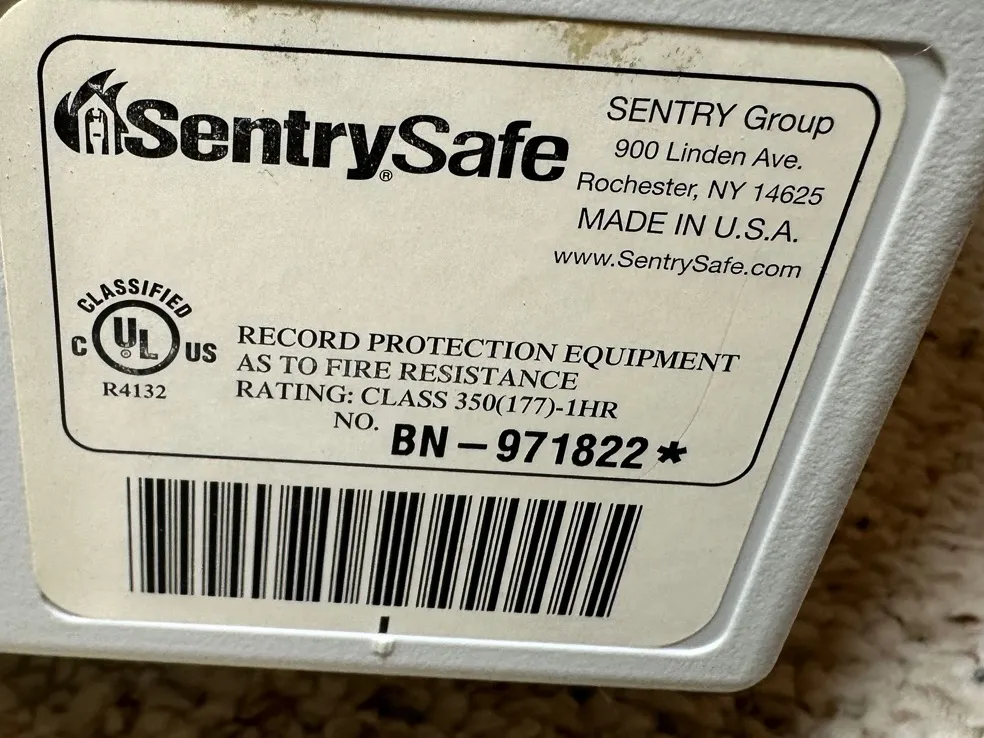 SentrySafe®
SENTRY Group
900 Linden Ave.
Rochester, NY 14625
MADE IN U.S.A.
www.SentrySafe.com
CLASSIFIED
C UL® US
R4132
RECORD PROTECTION EQUIPMENT
AS TO FIRE RESISTANCE
RATING: CLASS 350(177)-1HR
NO. BN–971822*